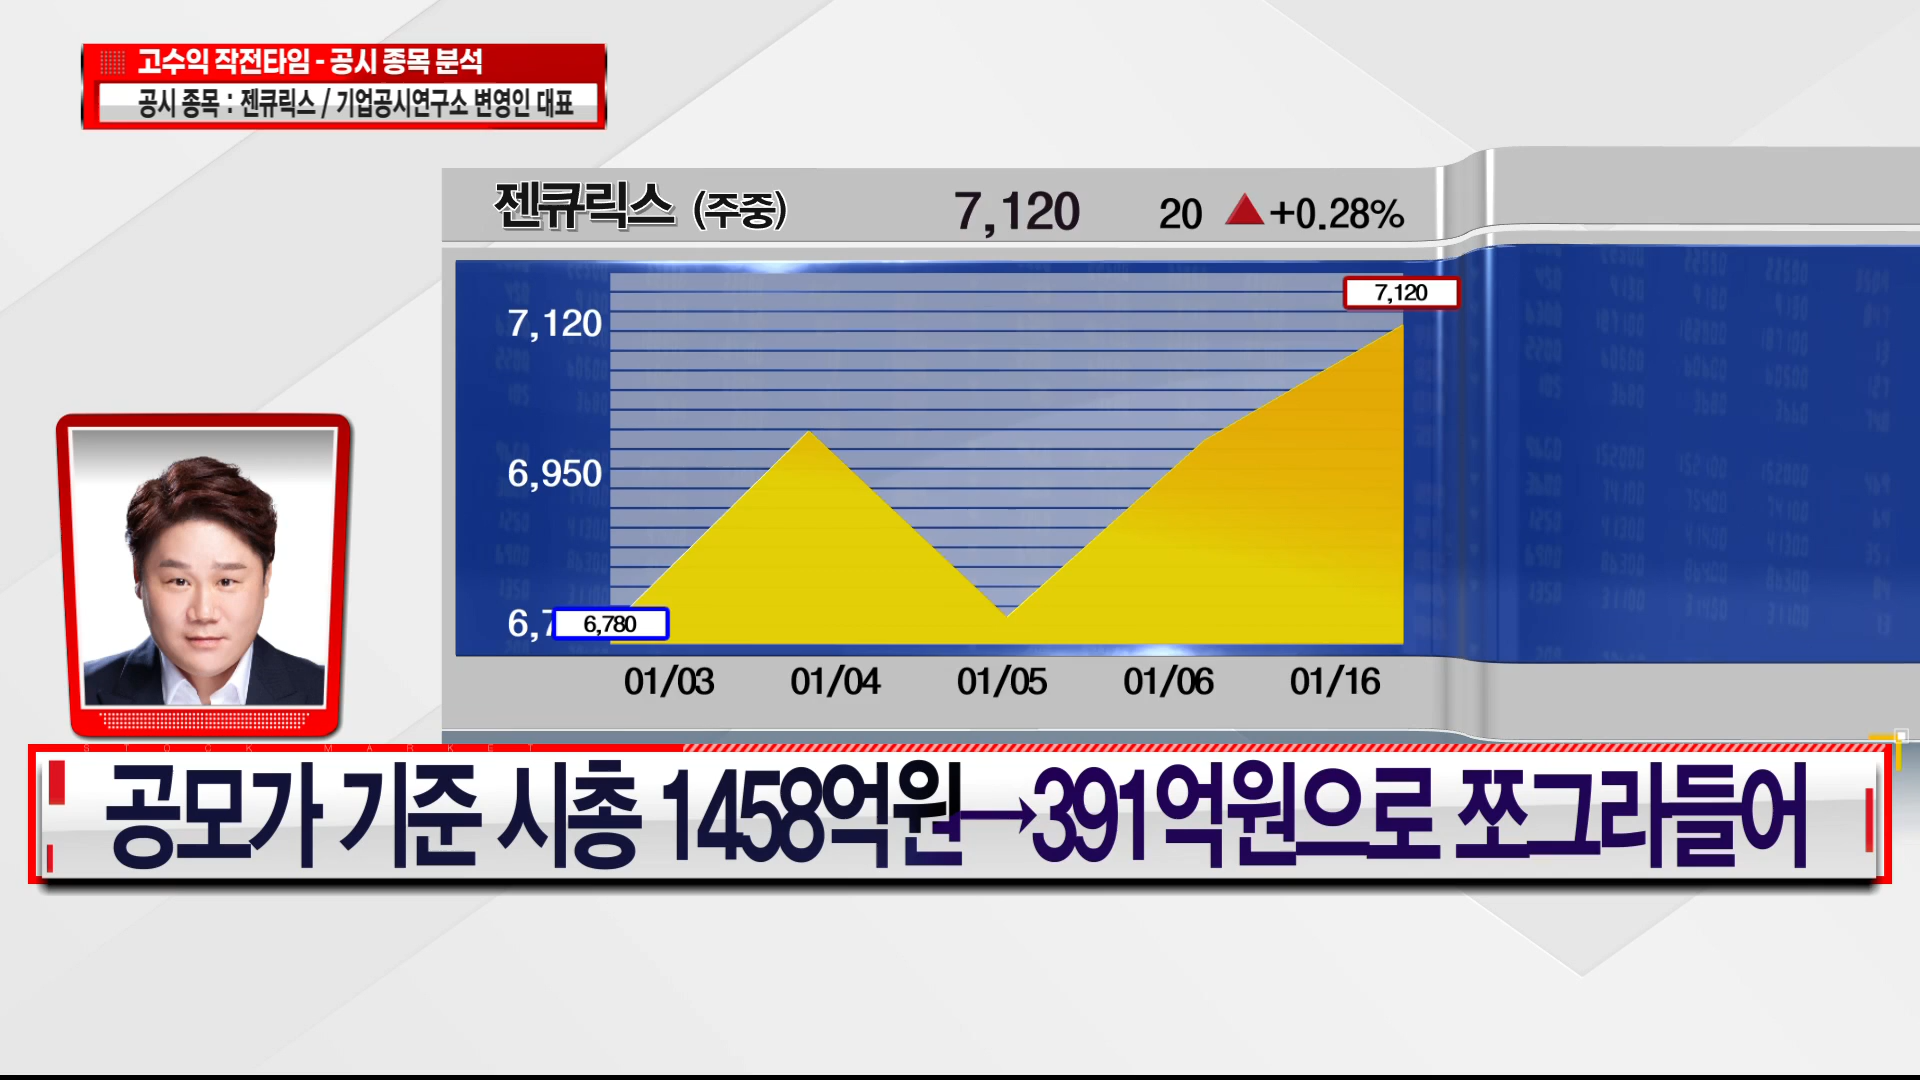 고수익 작전타임 - 공시 종목 분석
공시 종목 : 젠큐릭스 / 기업공시연구소 변영인 대표
젠큐릭스 (주중) 7,120 20 ▲+0.28%
7,120
7,120
6,950
6,7
6,780
01/03 01/04 01/05 01/06 01/16
STOCK MARKET
공모가 기준 시총 1458억원→391억원으로 쪼그라들어